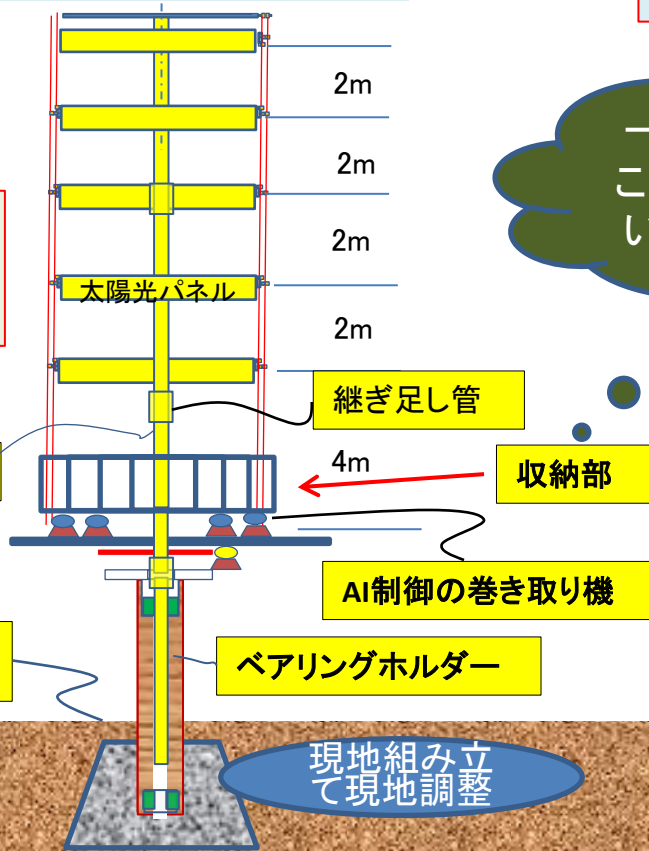 2m
2m
2m
太陽光パネル
2m
継ぎ足し管
4m
収納部
AI制御の巻き取り機
ベアリングホルダー
現地組み立
て現地調整